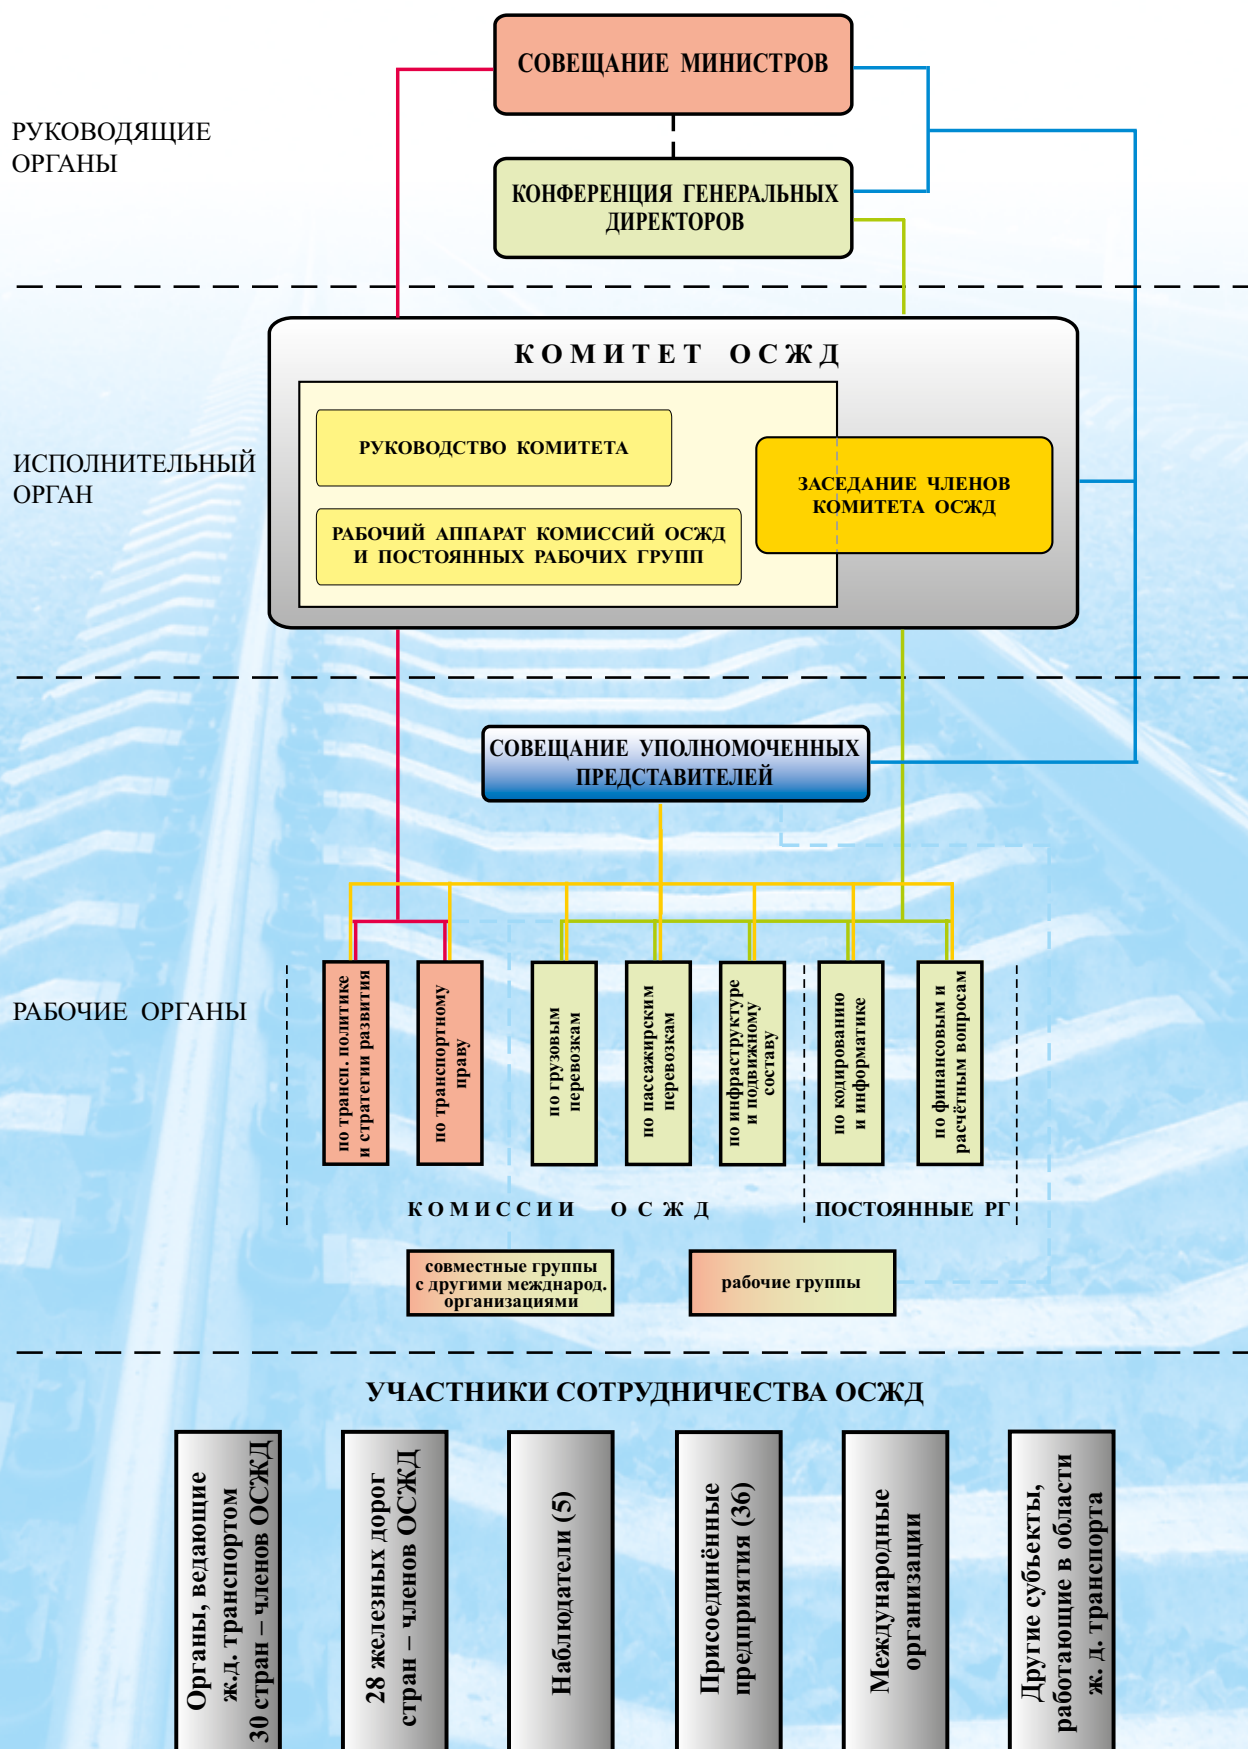 СОВЕЩАНИЕ МИНИСТРОВ
РУКОВОДЯЩИЕ
ОРГАНЫ
КОНФЕРЕНЦИЯ ГЕНЕРАЛЬНЫХ
ДИРЕКТОРОВ
КОМИТЕТ ОСЖД
РУКОВОДСТВО КОМИТЕТА
ИСПОЛНИТЕЛЬНЫЙ
ОРГАН
ЗАСЕДАНИЕ ЧЛЕНОВ
КОМИТЕТА ОСЖД
РАБОЧИЙ АППАРАТ КОМИССИЙ ОСЖД
И ПОСТОЯННЫХ РАБОЧИХ ГРУПП
СОВЕЩАНИЕ УПОЛНОМОЧЕННЫХ
ПРЕДСТАВИТЕЛЕЙ
РАБОЧИЕ ОРГАНЫ
по трансп. политике
и стратегии развития
по транспортному
праву
по грузовым
перевозкам
по пассажирским
перевозкам
по инфраструктуре
и подвижному
составу
по кодированию
и информатике
по финансовым и
расчётным вопросам
КОМИССИИ ОСЖД
ПОСТОЯННЫЕ РГ
совместные группы
с другими междунар.
организациями
рабочие группы
УЧАСТНИКИ СОТРУДНИЧЕСТВА ОСЖД
Органы, ведающие
ж.д. транспортом
30 стран – членов ОСЖД
28 железных дорог
стран – членов ОСЖД
Наблюдатели (5)
Присоединённые
предприятия (36)
Международные
организации
Другие субъекты,
работающие в области
ж. д. транспорта